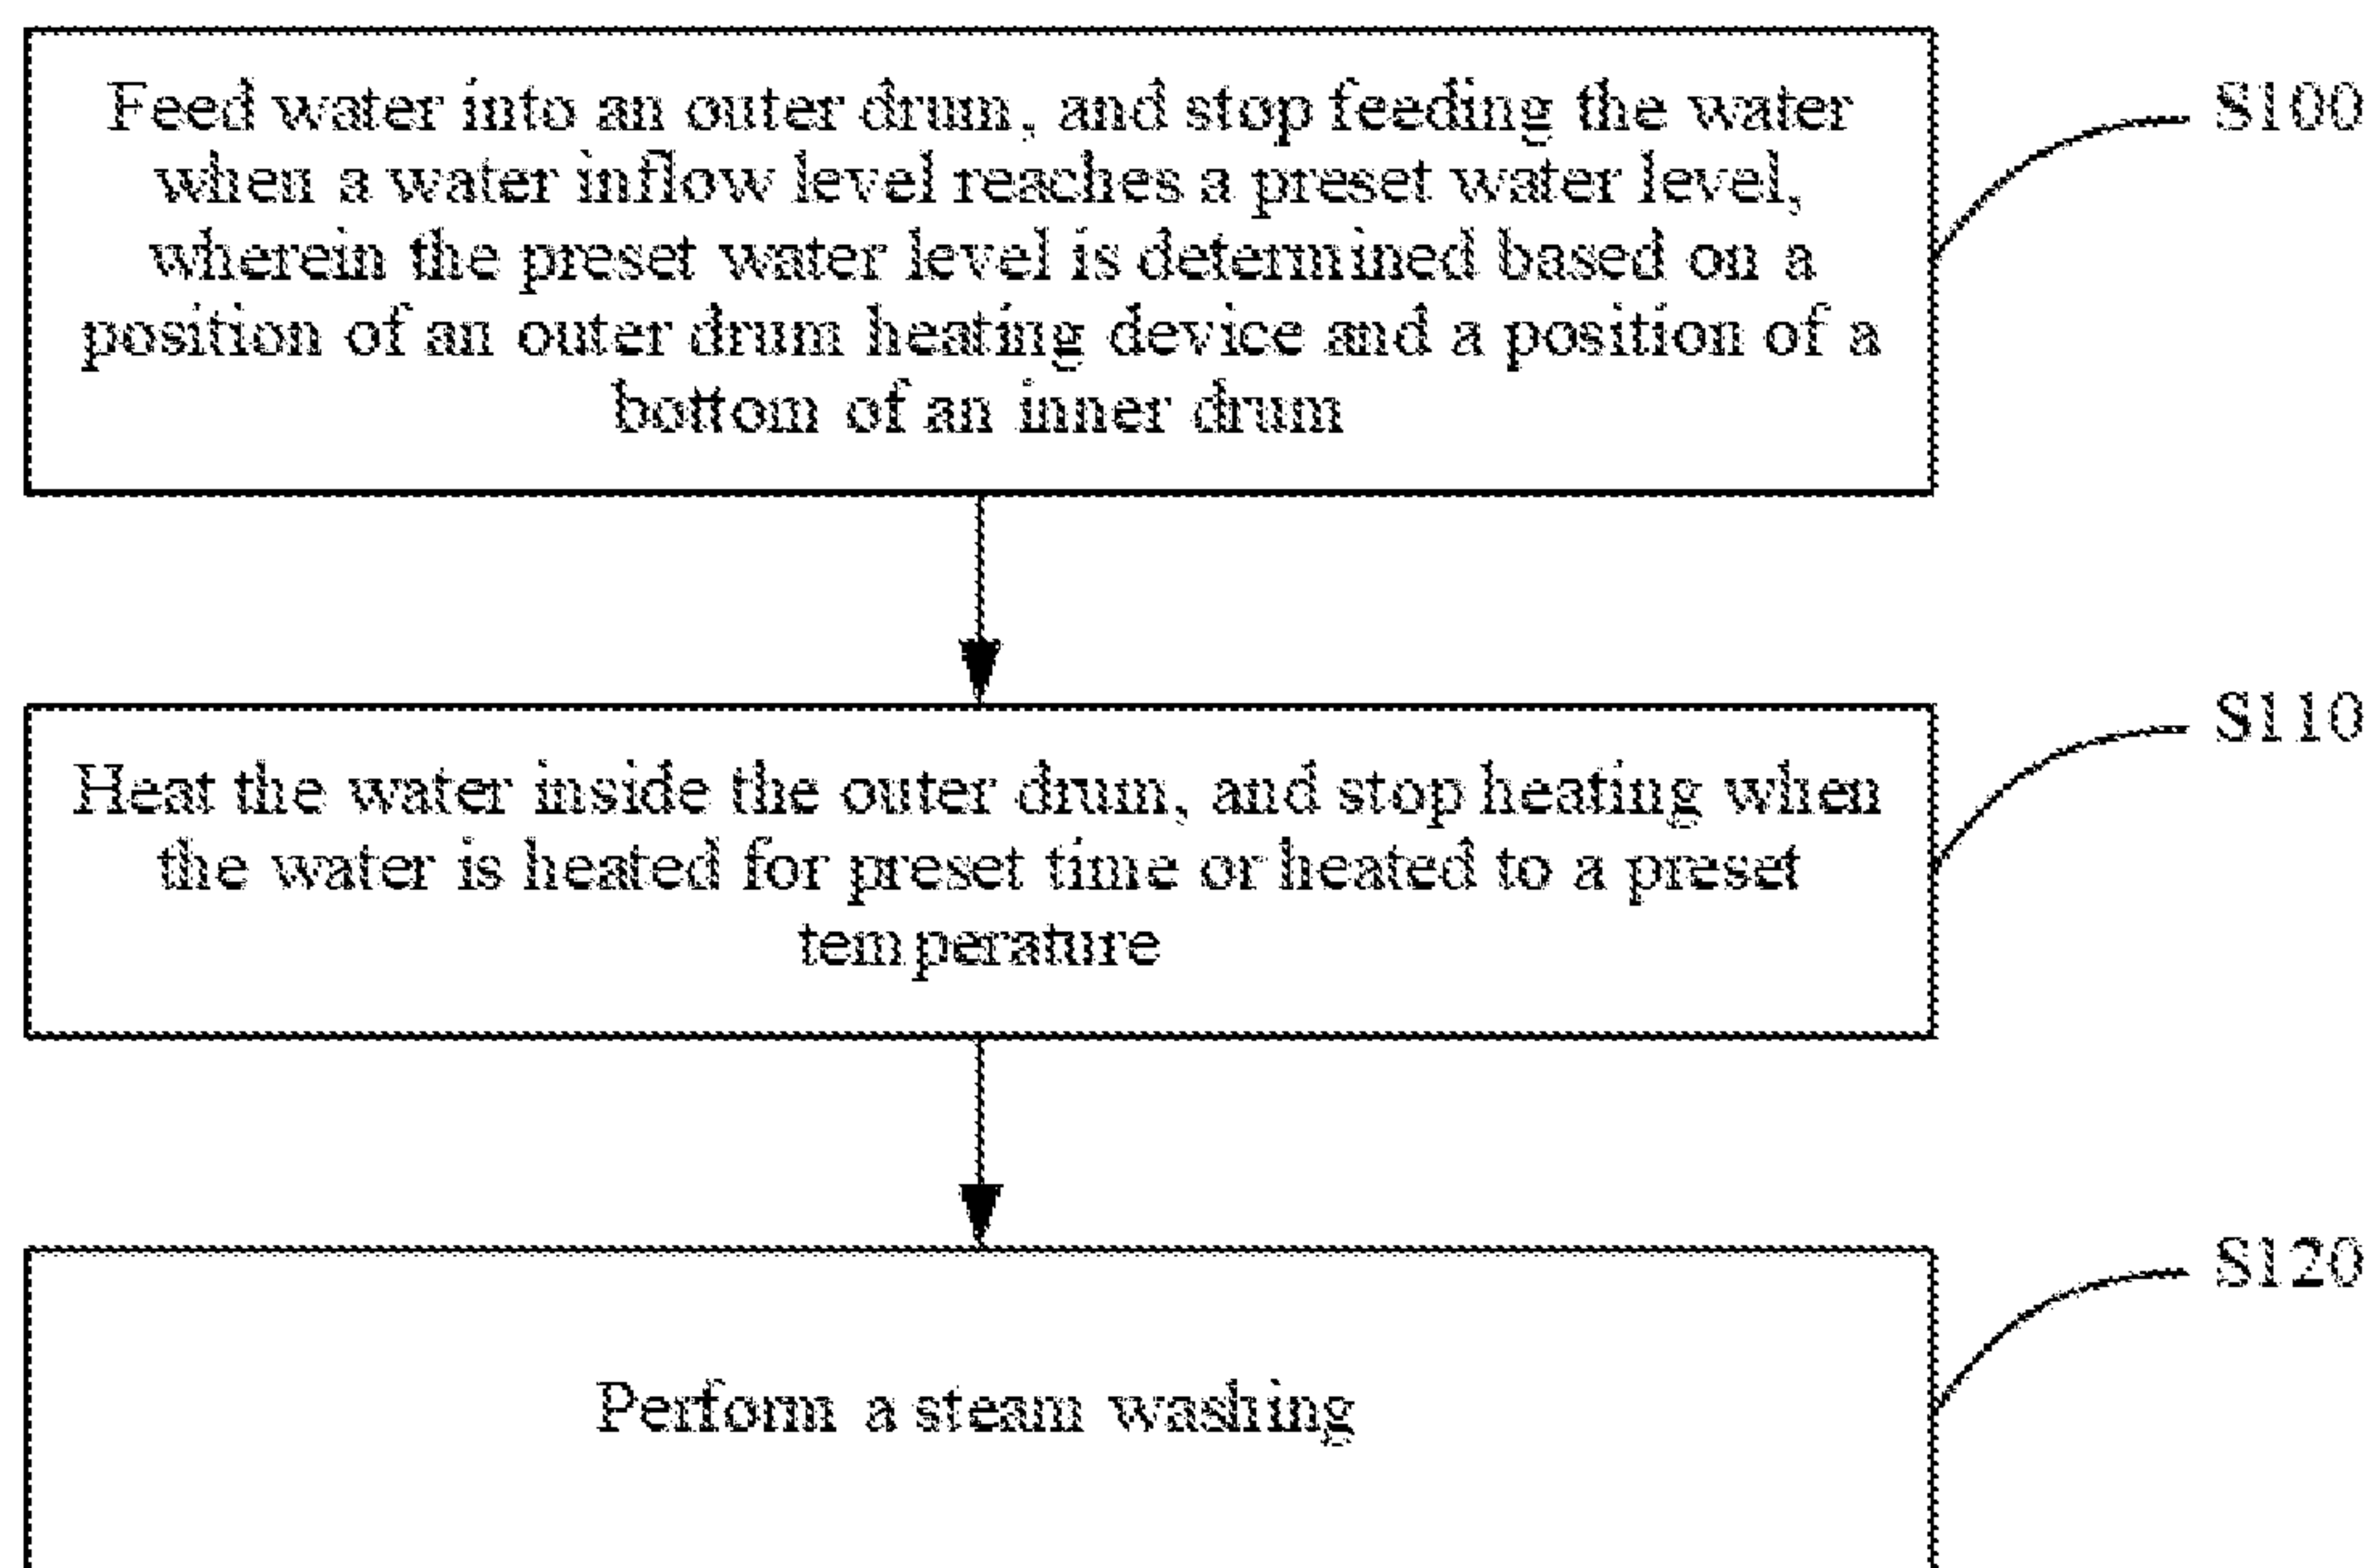 Feed water into an outer drum, and stop feeding the water
when a water inflow level reaches a preset water level,
wherein the preset water level is determined based on a
position of an outer drum heating device and a position of a
bottom of an inner drum
S100
Heat the water inside the outer drum, and stop heating when
the water is heated for preset time or heated to a preset
temperature
S110
Perform a steam washing
S120